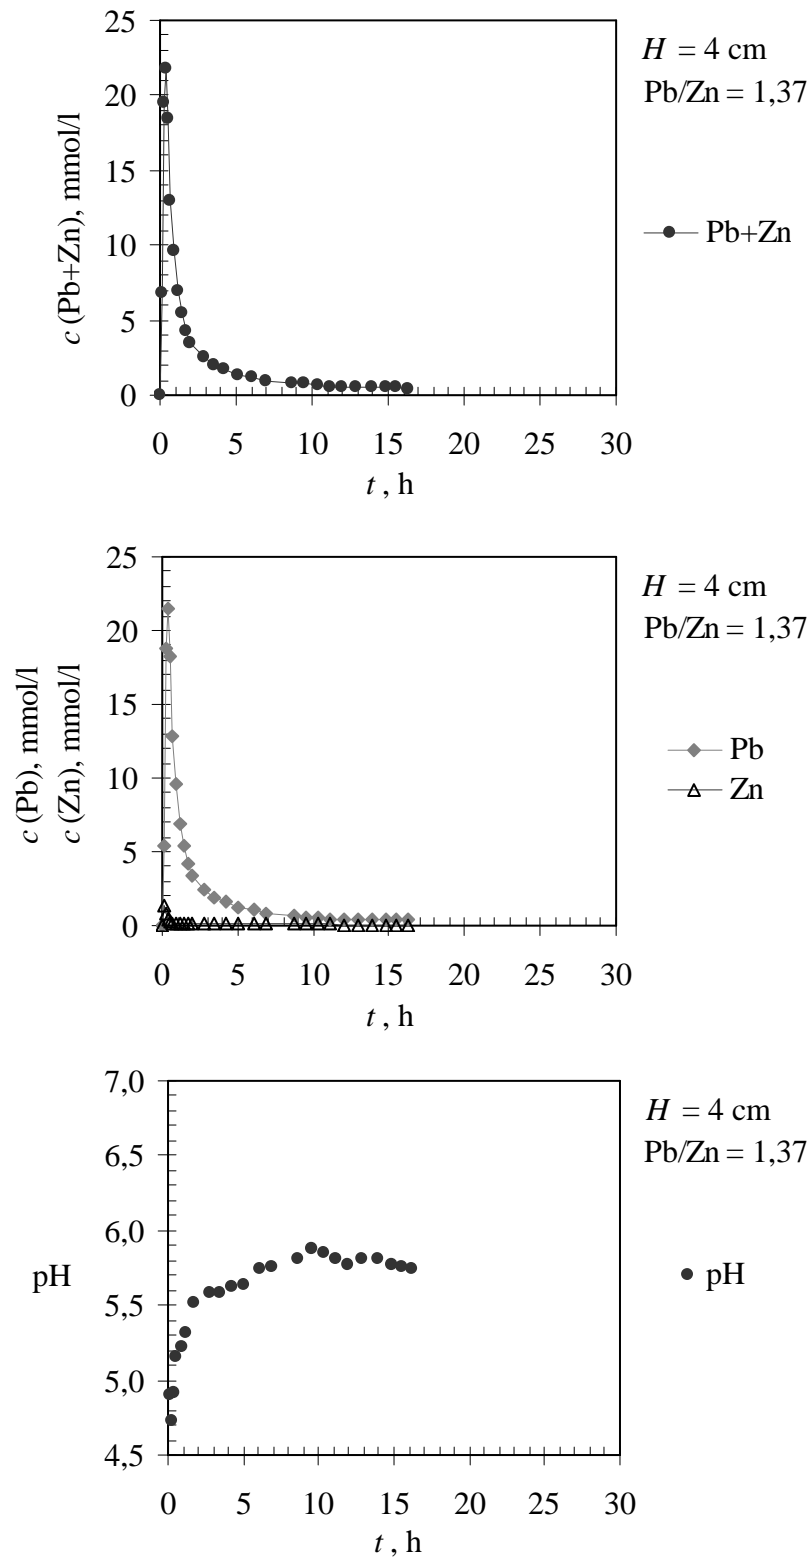 25
20
15
10
5
0
c (Pb+Zn), mmol/l
0 5 10 15 20 25 30
t , h
H = 4 cm
Pb/Zn = 1,37
Pb+Zn
25
20
15
10
5
0
c (Pb), mmol/l
c (Zn), mmol/l
0 5 10 15 20 25 30
t , h
H = 4 cm
Pb/Zn = 1,37
Pb
Zn
7,0
6,5
6,0
5,5
5,0
4,5
pH
0 5 10 15 20 25 30
t , h
H = 4 cm
Pb/Zn = 1,37
pH